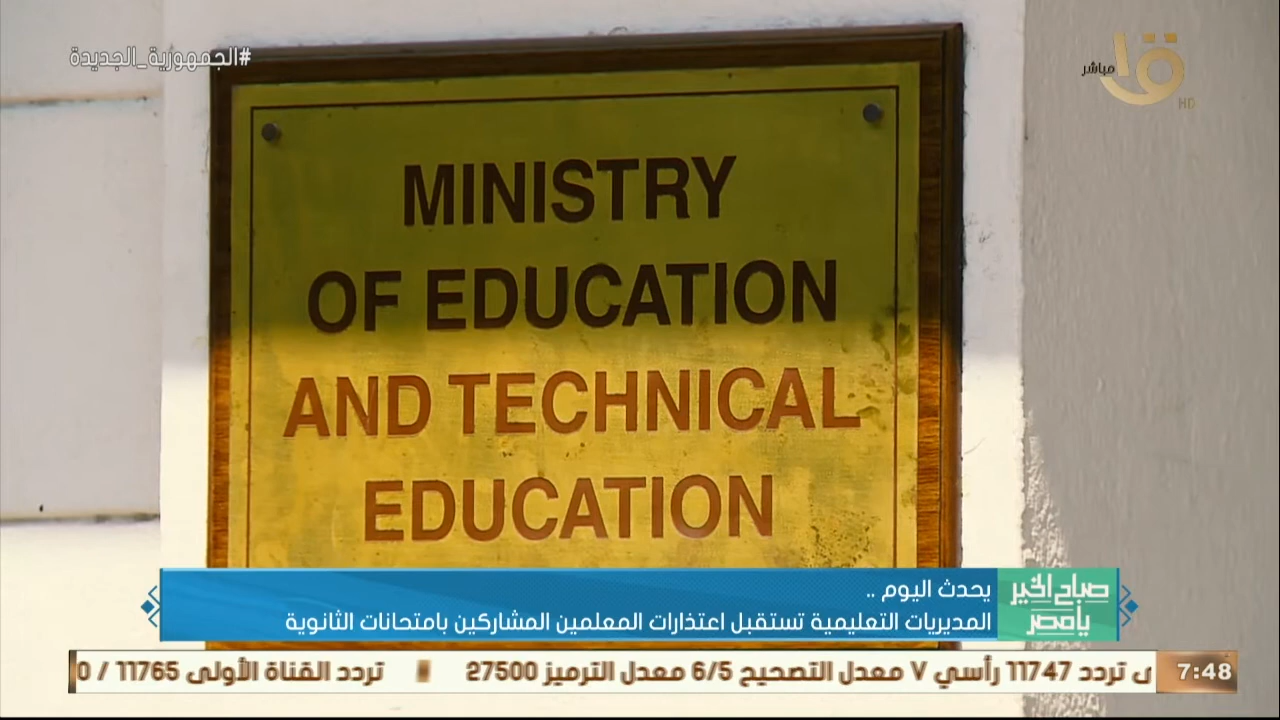 #الجمهورية_الجديدة
مباشر
HD
MINISTRY
OF EDUCATION
AND TECHNICAL
EDUCATION
صباح الخير
يا مصر
يحدث اليوم ..
المديريات التعليمية تستقبل اعتذارات المعلمين المشاركين بامتحانات الثانوية
ى تردد 11747 رأسي V معدل التصحيح 6/5 معدل الترميز 27500
تردد القناة الأولى 11765 / 0
7:48